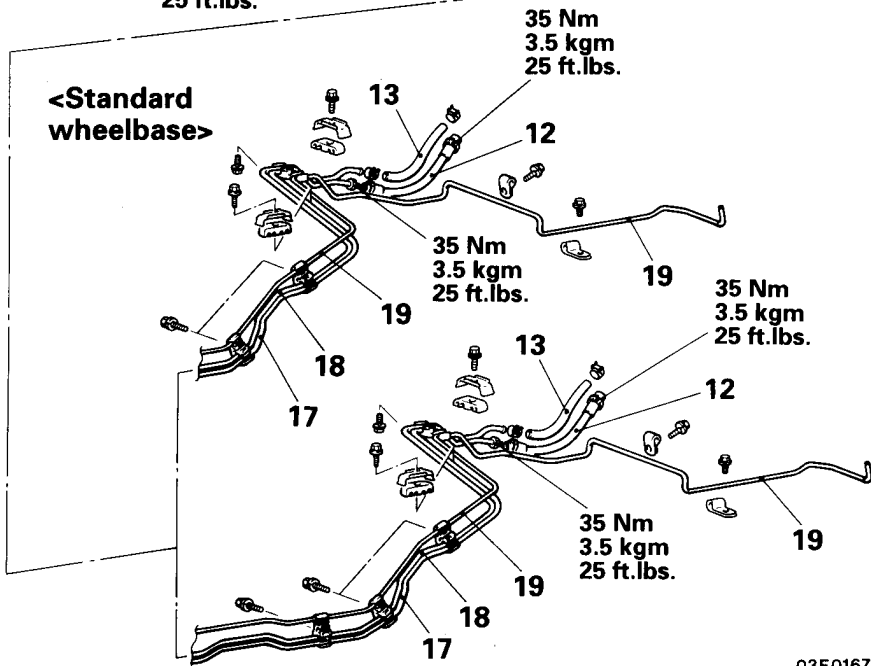 25 ft.lbs.
35 Nm
3.5 kgm
25 ft.lbs.
<Standard
wheelbase>
13
12
35 Nm
3.5 kgm
25 ft.lbs.
19
19
18
17
35 Nm
3.5 kgm
25 ft.lbs.
13
12
35 Nm
3.5 kgm
25 ft.lbs.
19
19
18
17
03F0167